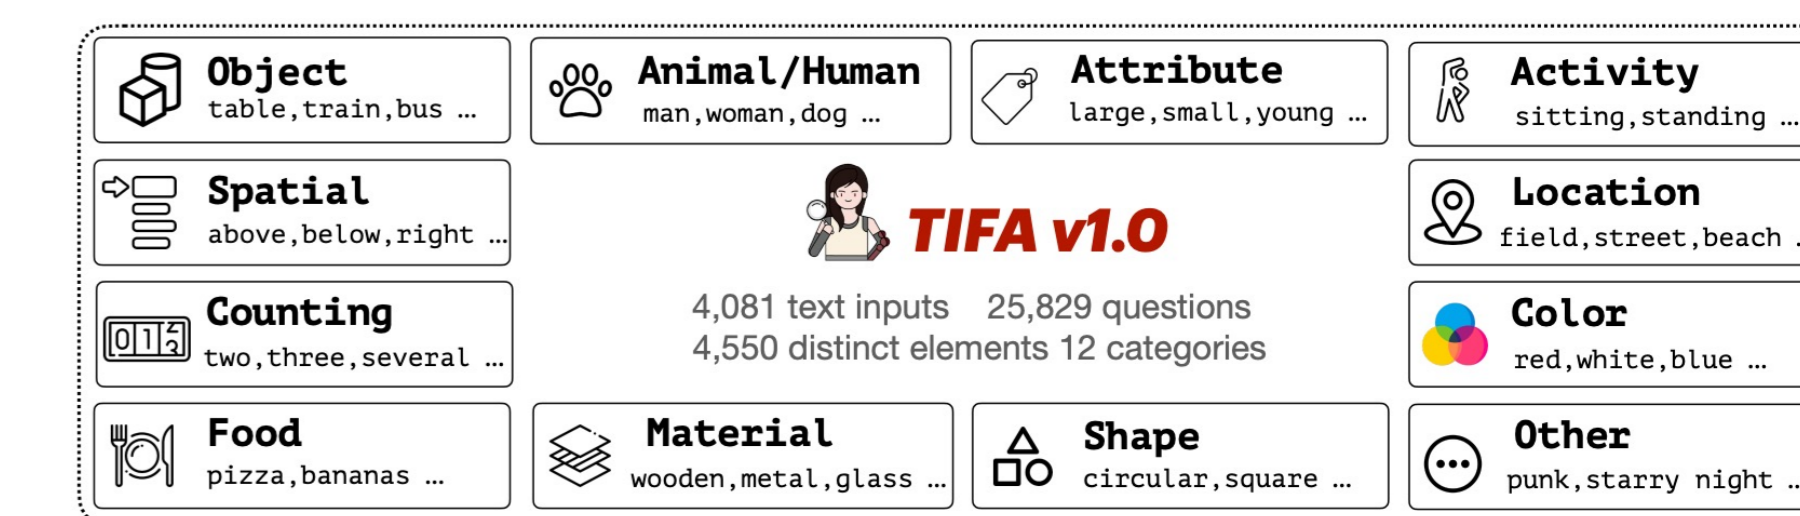 Object
table,train,bus ...
Animal/Human
man,woman,dog ...
Attribute
large,small,young ...
Activity
sitting,standing ...
Spatial
above,below,right ...
TIFA v1.0
Location
field,street,beach .
Counting
two,three,several ...
4,081 text inputs 25,829 questions
4,550 distinct elements 12 categories
Color
red,white,blue ...
Food
pizza,bananas ...
Material
wooden,metal,glass ...
Shape
circular,square ...
Other
punk,starry night ..